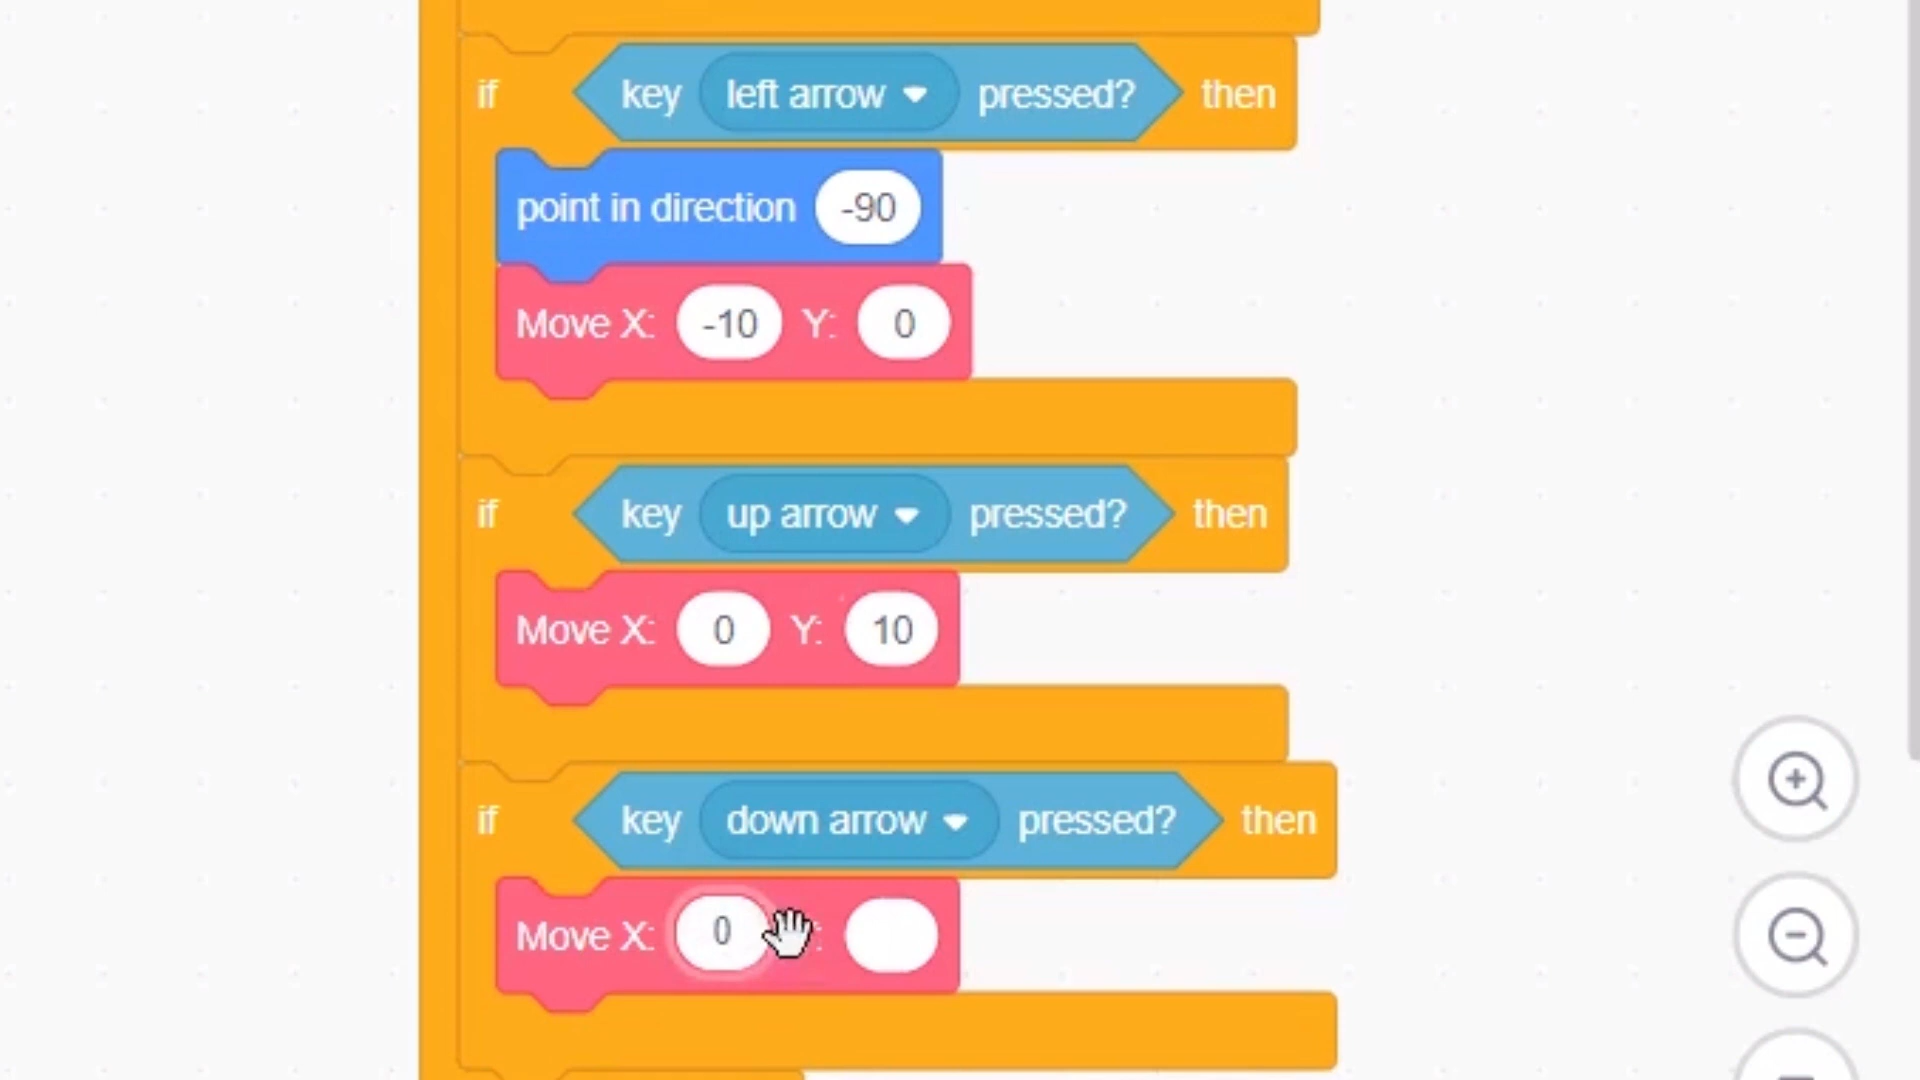 if key left arrow pressed? then
point in direction -90
Move X: -10 Y: 0
if key up arrow pressed? then
Move X: 0 Y: 10
if key down arrow pressed? then
Move X: 0 :